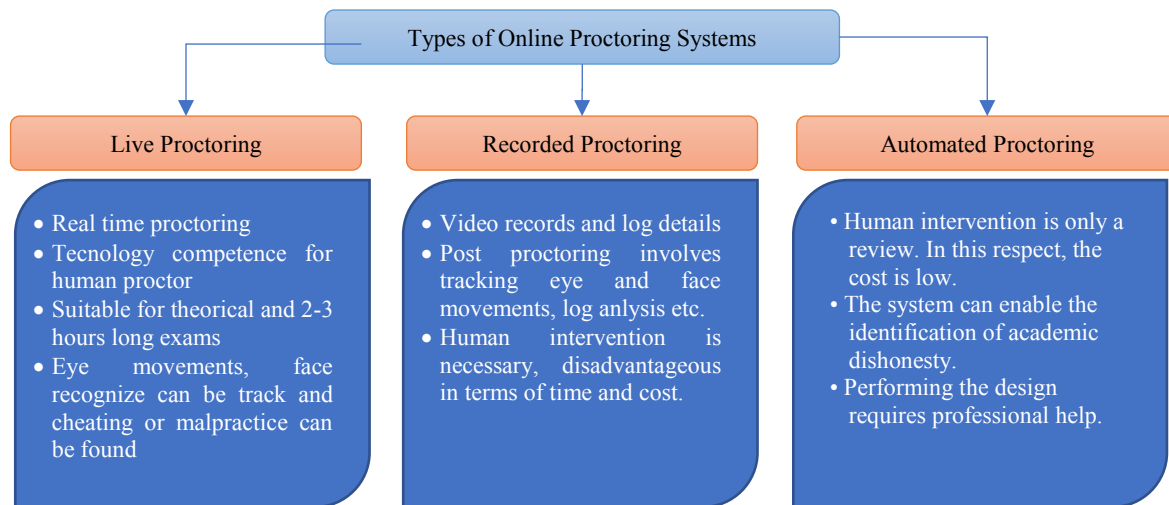 Types of Online Proctoring Systems
Live Proctoring
• Real time proctoring
• Tecnology competence for
human proctor
• Suitable for theorical and 2-3
hours long exams
• Eye movements, face
recognize can be track and
cheating or malpractice can
be found
Recorded Proctoring
• Video records and log details
• Post proctoring involves
tracking eye and face
movements, log anlysis etc.
• Human intervention is
necessary, disadvantageous
in terms of time and cost.
Automated Proctoring
• Human intervention is only a
review. In this respect, the
cost is low.
• The system can enable the
identification of academic
dishonesty.
• Performing the design
requires professional help.